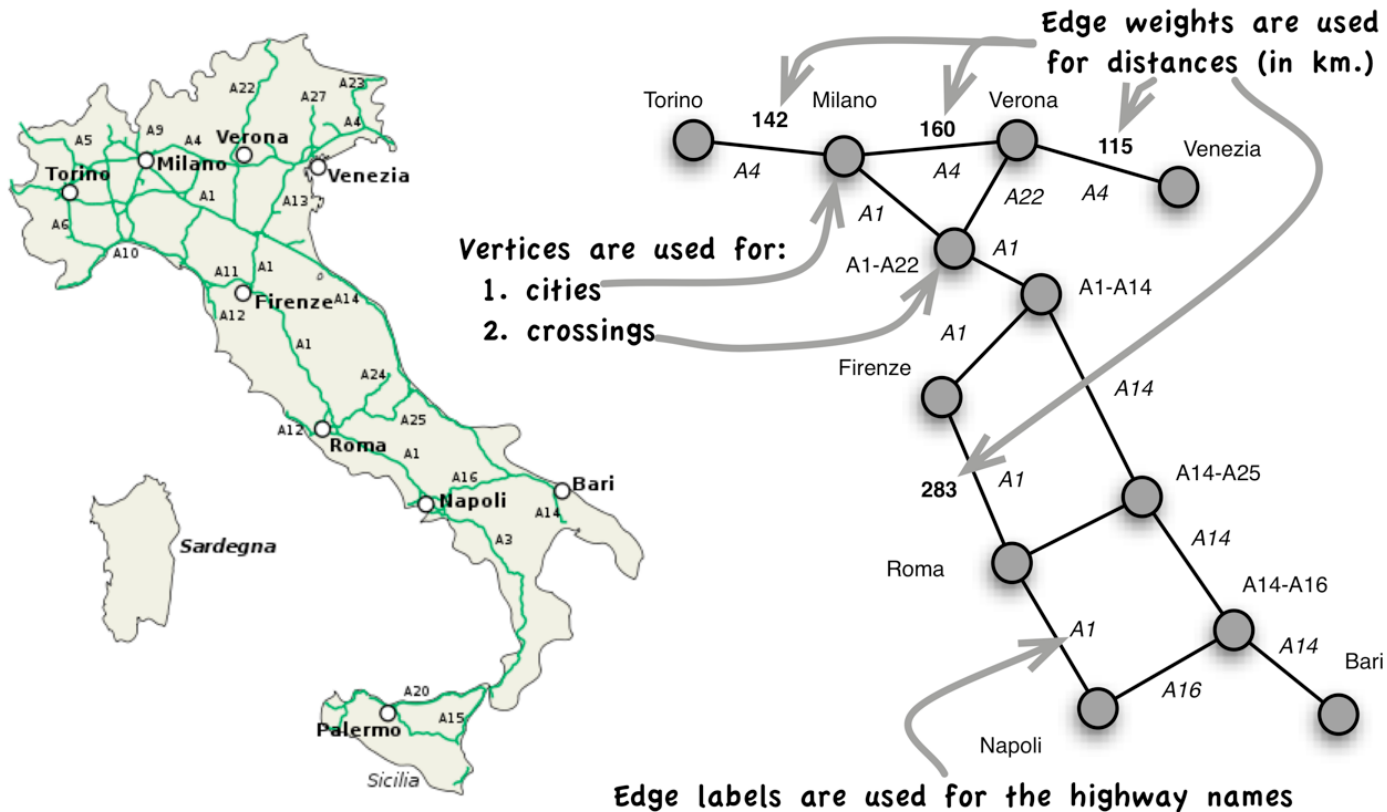 A22
A23
A27
A5
A9
A4
Verona
A4
Milano
Venezia
Torino
A1
A13
A6
A10
A11
A1
Firenze
A14
A12
A1
A24
A25
A12
Roma
A1
A16
Bari
Napoli
A14
A3
Sardegna
A20
Palermo
A15
Sicilia
Edge weights are used
for distances (in km.)
Torino
Milano
Verona
142
160
115
Venezia
A4
A4
A4
A1
A22
Vertices are used for:
1. cities
2. crossings
A1-A22
A1
A1-A14
A1
Firenze
A14
283
A1
A14-A25
A14
Roma
A14-A16
A1
A14
Bari
A16
Napoli
Edge labels are used for the highway names